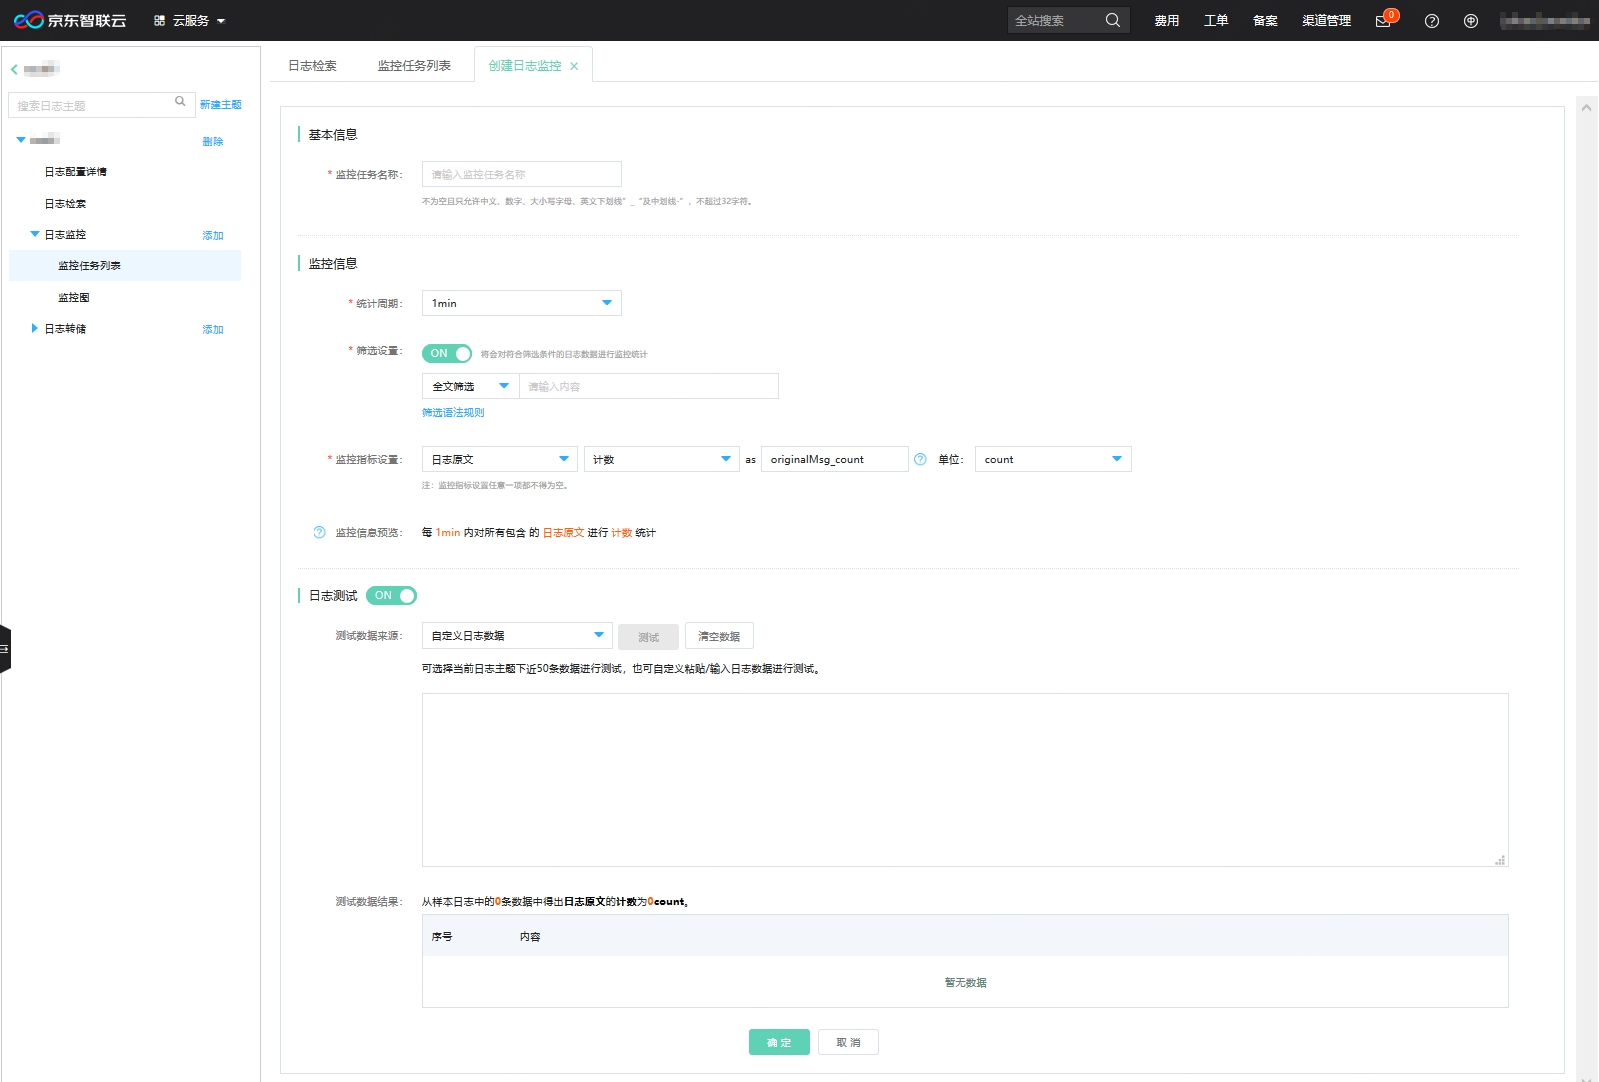 京东智联云 云服务 全站搜索 费用 工单 备案 渠道管理 0
日志检索 监控任务列表 创建日志监控
搜索日志主题 新建主题
删除
日志配置详情
日志检索
日志监控 添加
监控任务列表
监控图
日志转储 添加
基本信息
* 监控任务名称： 请输入监控任务名称
不为空且只允许中文、数字、大小写字母、英文下划线“ _ ”及中划线-“ ，不超过32字符。
监控信息
* 统计周期： 1min
* 筛选设置： ON 将会对符合筛选条件的日志数据进行监控统计
全文筛选 请输入内容
筛选语法规则
* 监控指标设置： 日志原文 计数 as originalMsg_count 单位： count
注：监控指标设置任意一项都不得为空。
监控信息预览： 每 1min 内对所有包含 的 日志原文 进行 计数 统计
日志测试 ON
测试数据来源： 自定义日志数据 测试 清空数据
可选择当前日志主题下近50条数据进行测试，也可自定义粘贴/输入日志数据进行测试。
测试数据结果： 从样本日志中的0条数据中得出日志原文的计数为0count。
序号 内容
暂无数据
确 定 取 消